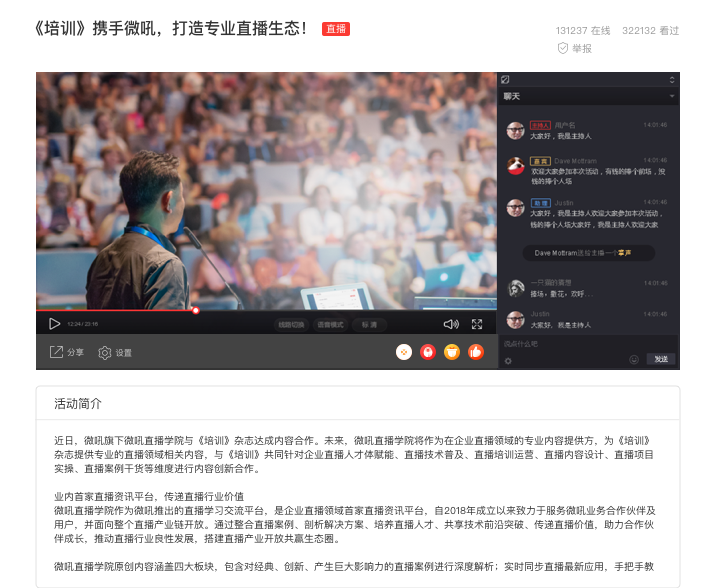 《培训》携手微吼，打造专业直播生态！ 直播
131237 在线 322132 看过
举报
聊天
主持人 用户名 14:01:46
大家好，我是主持人
嘉宾 Dave Mottram 14:01:46
欢迎大家参加本次活动，有钱的捧个前场，没
钱的捧个人场
助理 Justin 14:01:46
大家好，我是主持人欢迎大家参加本次活动，
钱的捧个人场大家好，我是主持人欢迎大家
Dave Mottram送给主播一个掌声
14:01:46
捧场，撒花，欢呼...
Justin 14:01:46
大家好，我是主持人
说点什么吧
发送
12:24 / 23:16
线路切换 语音模式 标 清
分享 设置
活动简介
近日，微吼旗下微吼直播学院与《培训》杂志达成内容合作。未来，微吼直播学院将作为在企业直播领域的专业内容提供方，为《培训》
杂志提供专业的直播领域相关内容，与《培训》共同针对企业直播人才体赋能、直播技术普及、直播培训运营、直播内容设计、直播项目
实操、直播案例干货等维度进行内容创新合作。
业内首家直播资讯平台，传递直播行业价值
微吼直播学院作为微吼推出的直播学习交流平台，是企业直播领域首家直播资讯平台，自2018年成立以来致力于服务微吼业务合作伙伴及
用户，并面向整个直播产业链开放。通过整合直播案例、剖析解决方案、培养直播人才、共享技术前沿突破、传递直播价值，助力合作伙
伴成长，推动直播行业良性发展，搭建直播产业开放共赢生态圈。
微吼直播学院原创内容涵盖四大板块，包含对经典、创新、产生巨大影响力的直播案例进行深度解析；实时同步直播最新应用，手把手教